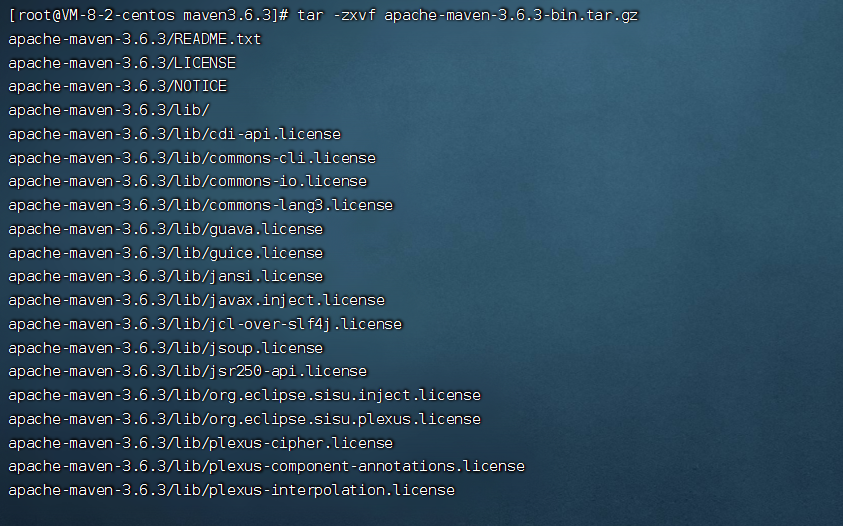 [root@VM-8-2-centos maven3.6.3]# tar -zxvf apache-maven-3.6.3-bin.tar.gz
apache-maven-3.6.3/README.txt
apache-maven-3.6.3/LICENSE
apache-maven-3.6.3/NOTICE
apache-maven-3.6.3/lib/
apache-maven-3.6.3/lib/cdi-api.license
apache-maven-3.6.3/lib/commons-cli.license
apache-maven-3.6.3/lib/commons-io.license
apache-maven-3.6.3/lib/commons-lang3.license
apache-maven-3.6.3/lib/guava.license
apache-maven-3.6.3/lib/guice.license
apache-maven-3.6.3/lib/jansi.license
apache-maven-3.6.3/lib/javax.inject.license
apache-maven-3.6.3/lib/jcl-over-slf4j.license
apache-maven-3.6.3/lib/jsoup.license
apache-maven-3.6.3/lib/jsr250-api.license
apache-maven-3.6.3/lib/org.eclipse.sisu.inject.license
apache-maven-3.6.3/lib/org.eclipse.sisu.plexus.license
apache-maven-3.6.3/lib/plexus-cipher.license
apache-maven-3.6.3/lib/plexus-component-annotations.license
apache-maven-3.6.3/lib/plexus-interpolation.license